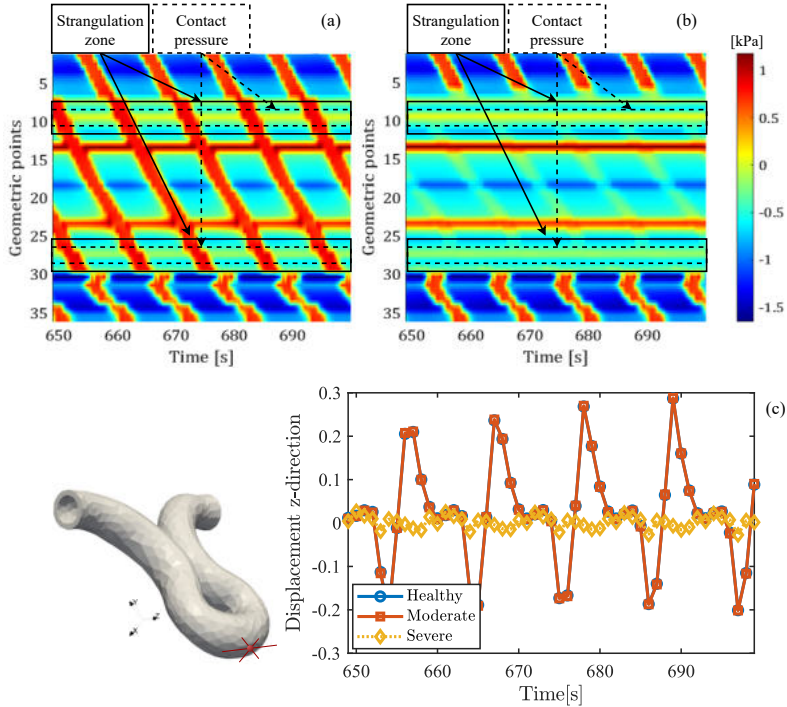 Strangulation
zone
Contact
pressure
(a)
Strangulation
zone
Contact
pressure
(b)
[kPa]
5
10
15
20
25
30
35
Geometric points
650
660
670
680
690
Time [s]
5
10
15
20
25
30
35
Geometric points
650
660
670
680
690
Time [s]
1
0.5
0
-0.5
-1
-1.5
0.3
0.2
0.1
0
-0.1
-0.2
-0.3
Displacement z-direction
(c)
Healthy
Moderate
Severe
650
660
670
680
690
Time[s]